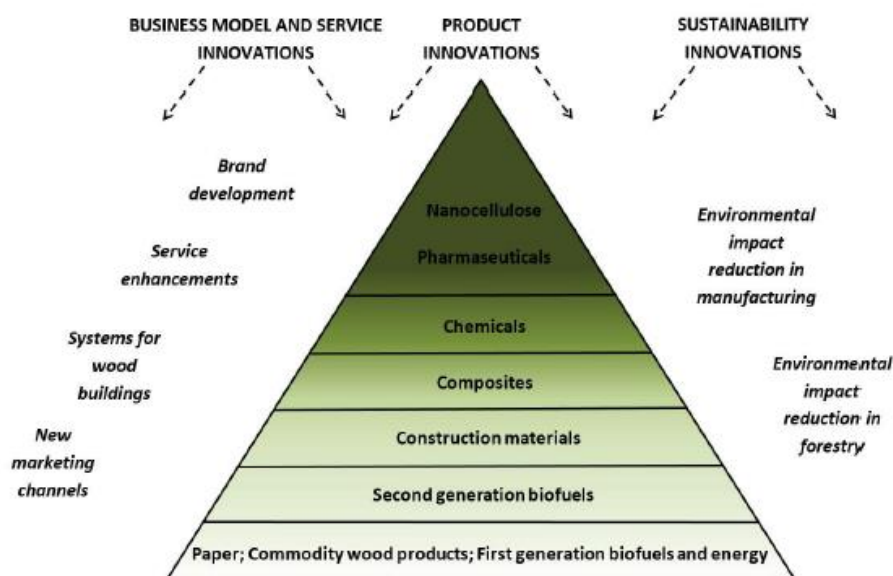 BUSINESS MODEL AND SERVICE
INNOVATIONS
PRODUCT
INNOVATIONS
SUSTAINABILITY
INNOVATIONS
Brand
development
Service
enhancements
Systems for
wood
buildings
New
marketing
channels
Nanocellulose
Pharmaseuticals
Chemicals
Composites
Construction materials
Second generation biofuels
Paper; Commodity wood products; First generation biofuels and energy
Environmental
impact
reduction in
manufacturing
Environmental
impact
reduction in
forestry